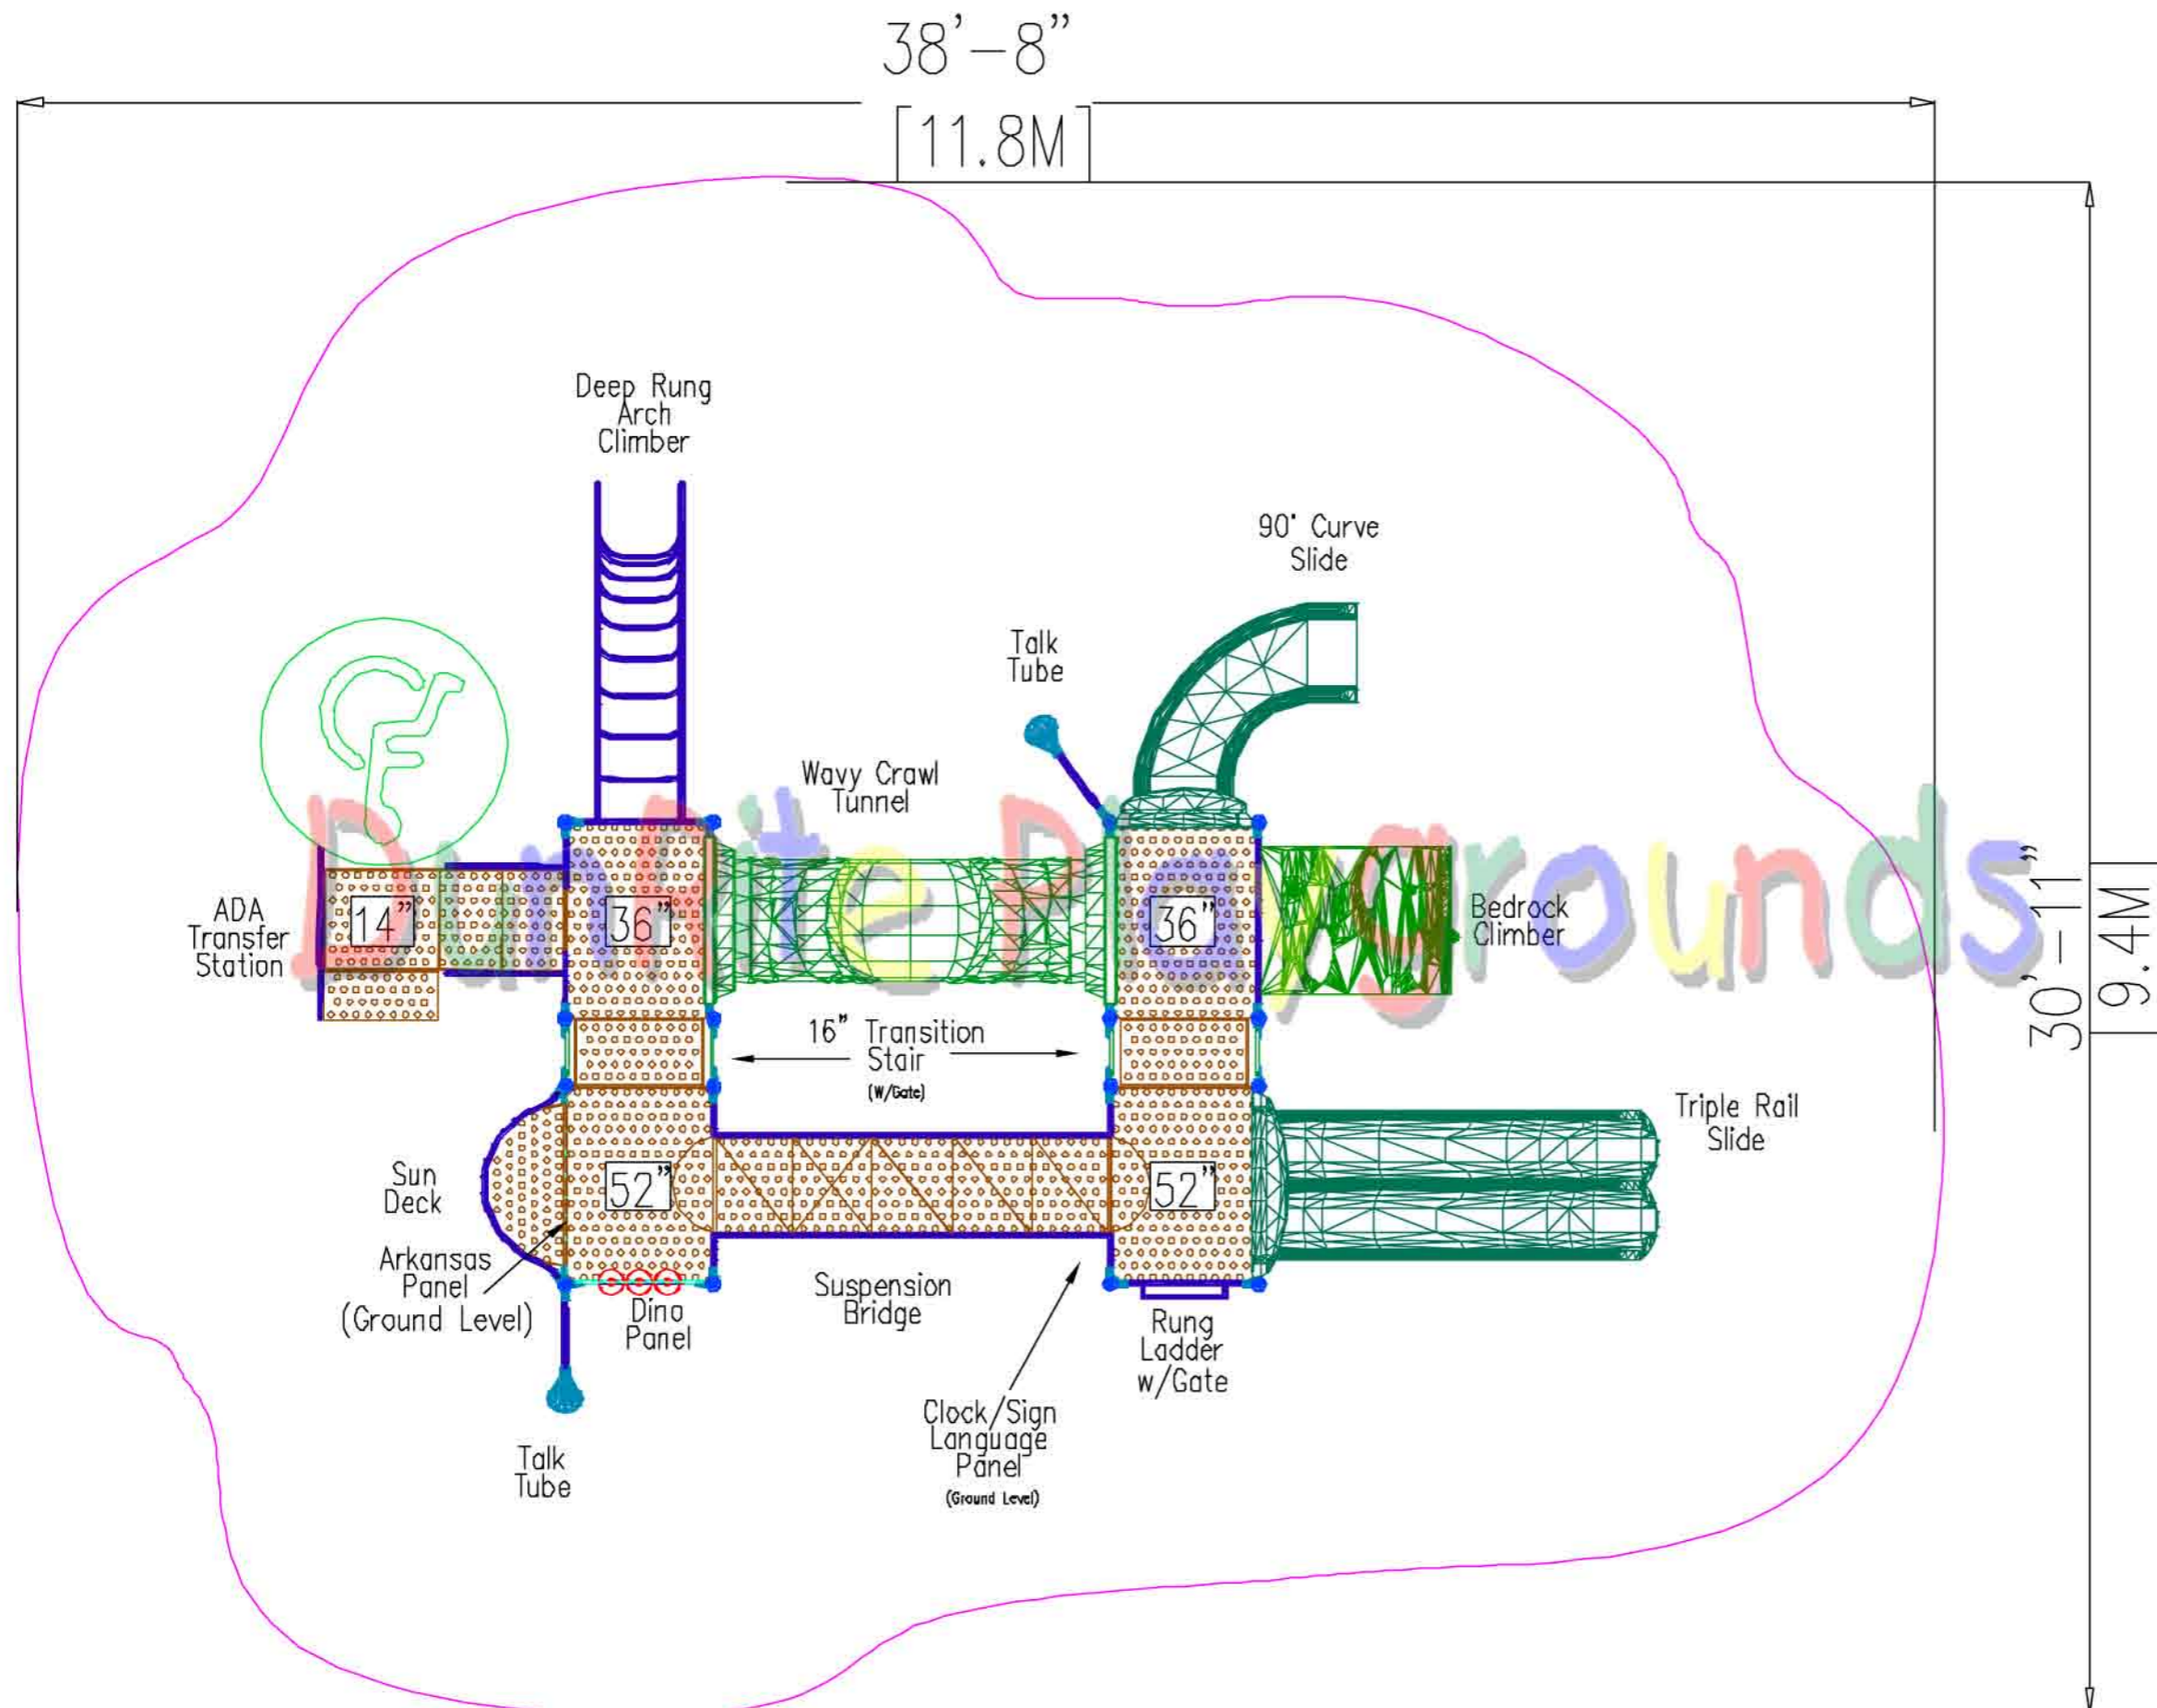 38'-8"
[11.8M]
Deep Rung
Arch
Climber
90° Curve
Slide
Talk
Tube
Wavy Crawl
Tunnel
DunRite Playgrounds
ADA
Transfer
Station
14"
36"
36"
Bedrock
Climber
30'-11"
9.4M
16" Transition
Stair
(W/Gate)
Triple Rail
Slide
Sun
Deck
52"
52"
Arkansas
Panel
(Ground Level)
Dino
Panel
Suspension
Bridge
Rung
Ladder
w/Gate
Clock/Sign
Language
Panel
(Ground Level)
Talk
Tube